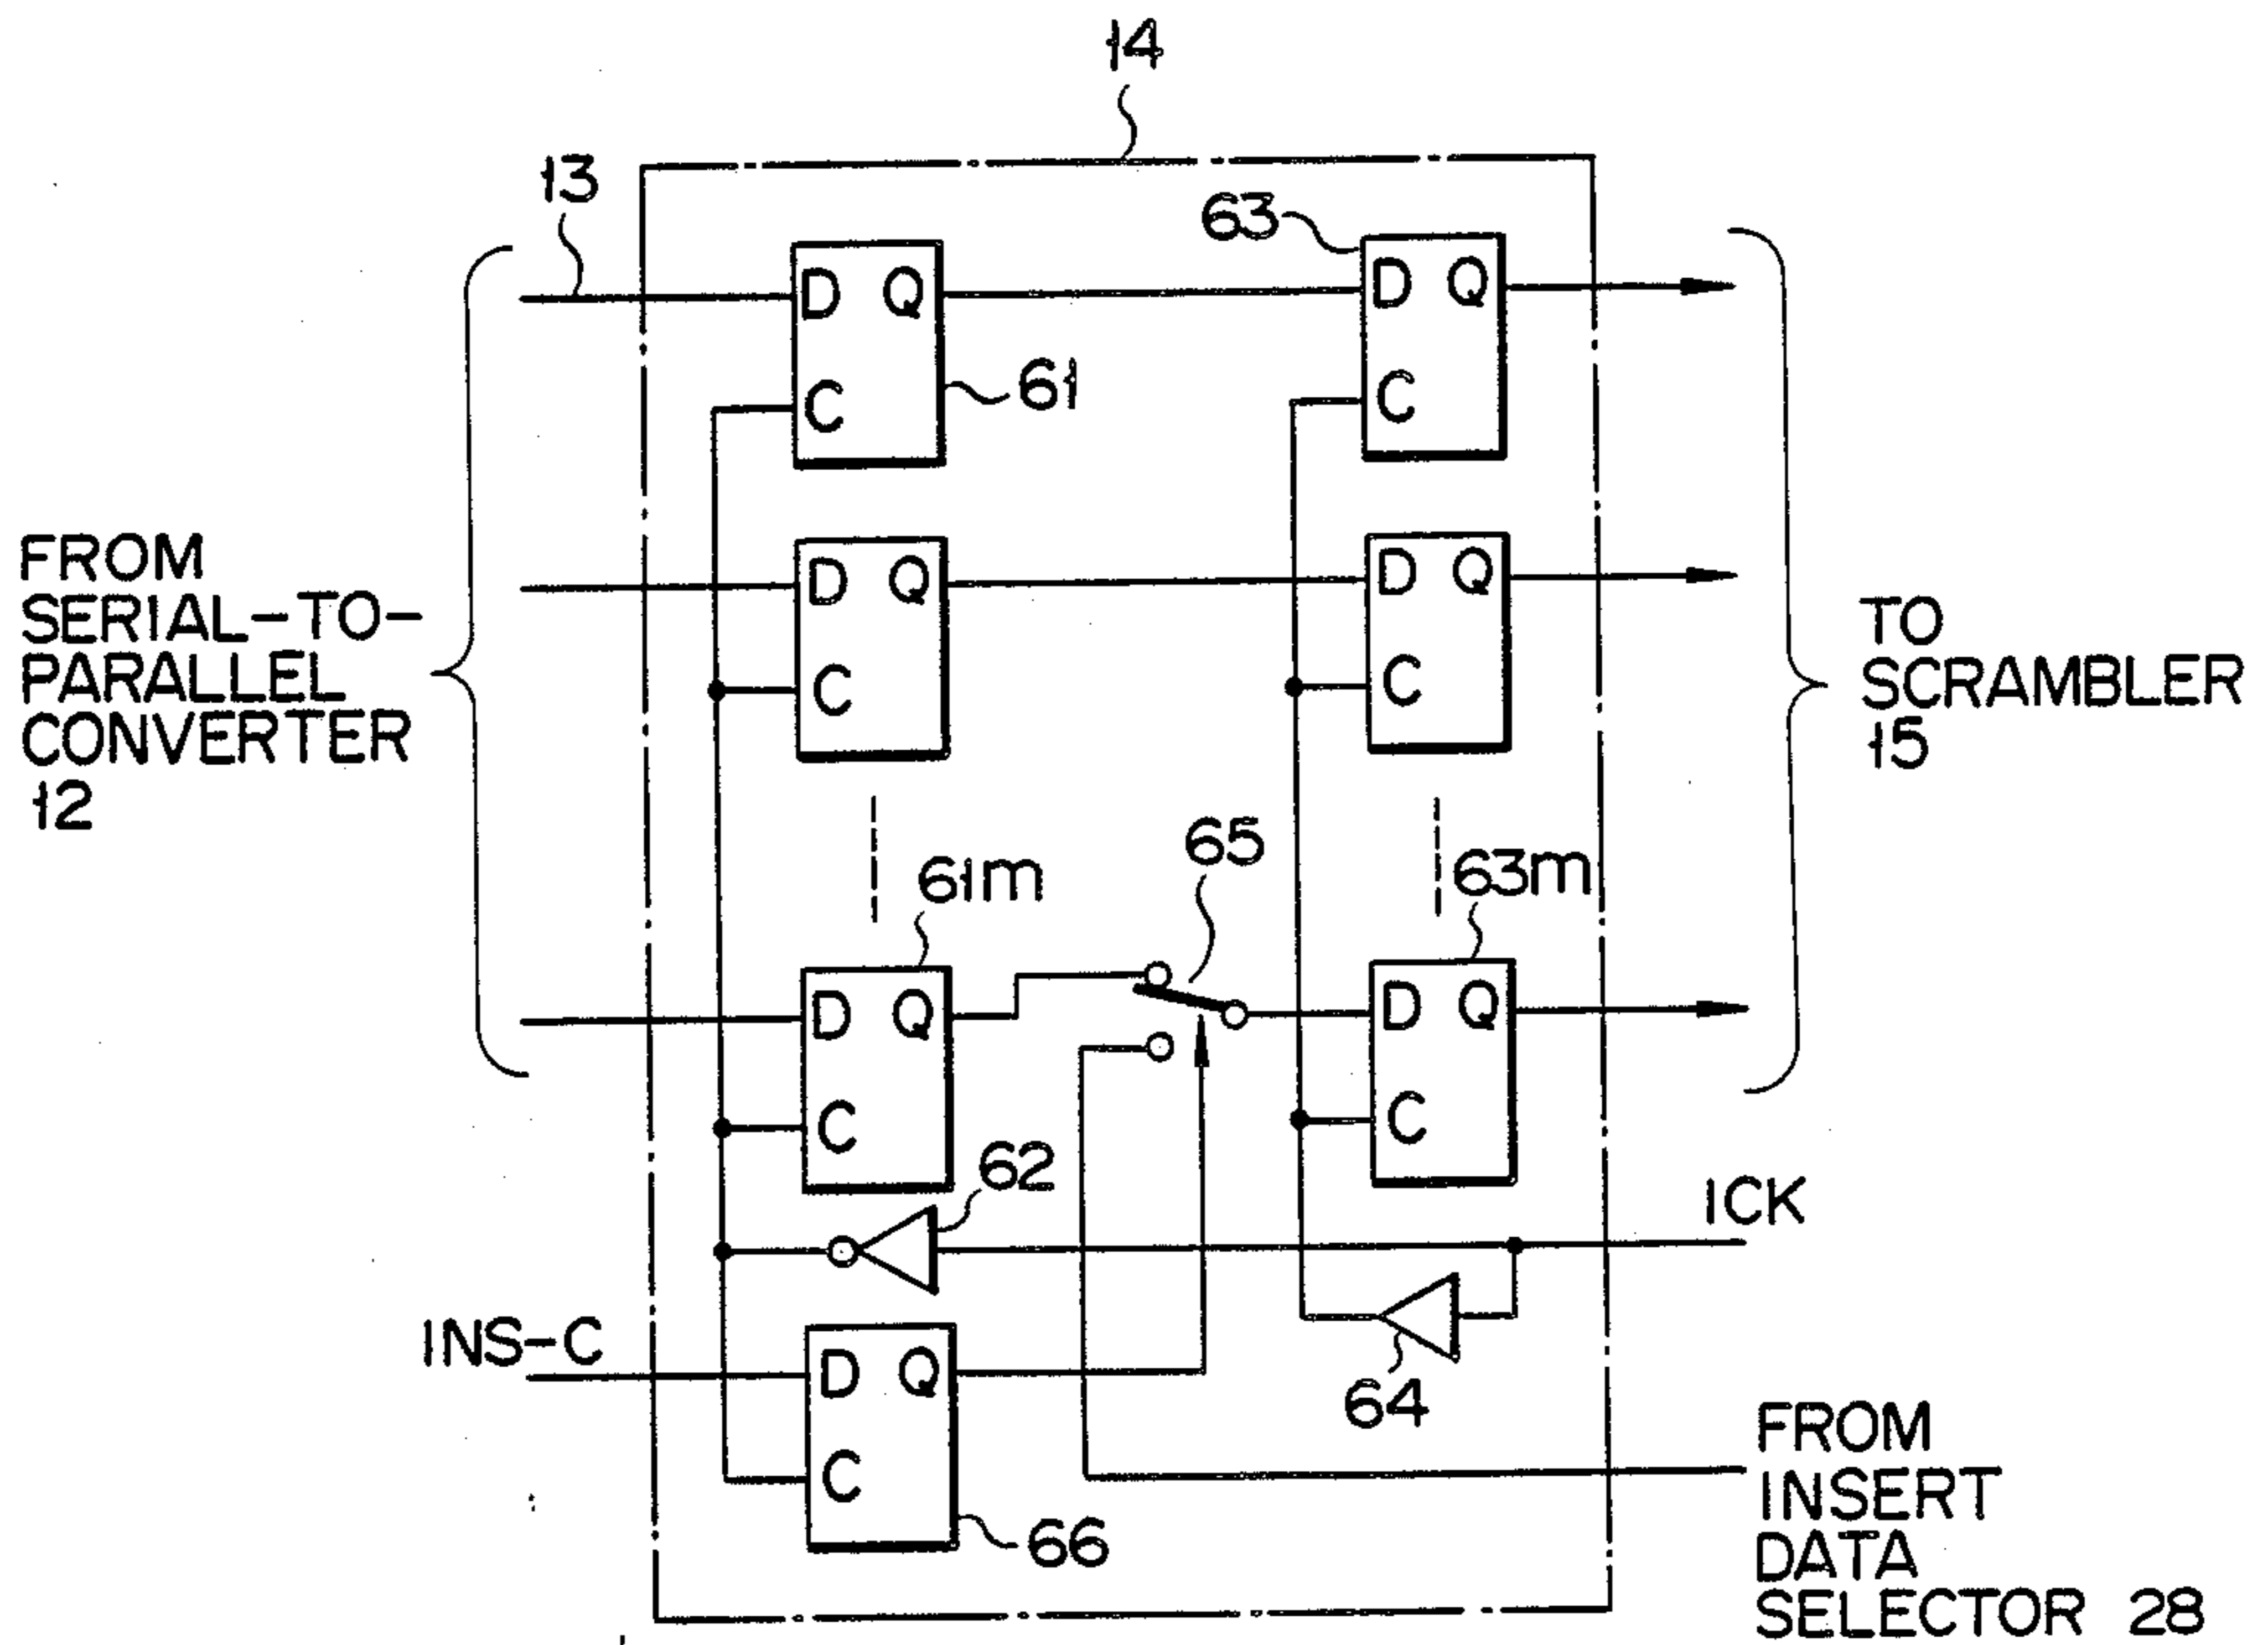 14
13
63
D Q
C
61
D Q
C
FROM
SERIAL-TO-
PARALLEL
CONVERTER
12
D Q
C
D Q
C
TO
SCRAMBLER
15
61m
65
63m
D Q
C
D Q
C
62
ICK
INS-C
D Q
C
64
66
FROM
INSERT
DATA
SELECTOR 28